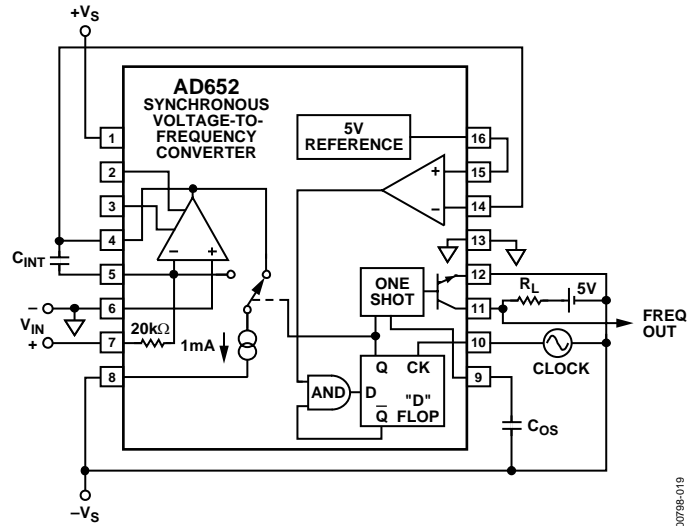 +VS
AD652
SYNCHRONOUS
VOLTAGE-TO-
FREQUENCY
CONVERTER
5V
REFERENCE
1
2
3
4
5
6
7
8
16
15
14
13
12
11
10
9
+
–
–
+
CINT
–
VIN
+
20kΩ
1mA
ONE
SHOT
RL
5V
FREQ
OUT
CLOCK
Q
CK
AND
D
"D"
FLOP
Q̅
COS
–VS
00798-019